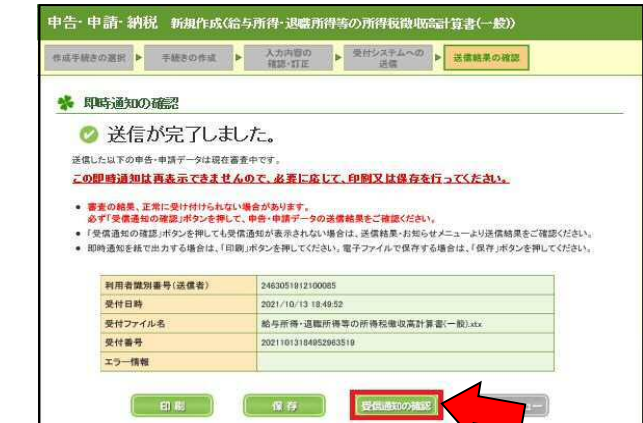 申告・申請・納税 新規作成(給与所得・退職所得等の所得税徴収高計算書(一般))
作成手続きの選択 ▶ 手続きの作成 ▶ 入力内容の確認・訂正 ▶ 受付システムへの送信 ▶ 送信結果の確認
即時通知の確認
送信が完了しました。
送信した以下の申告・申請データは現在審査中です。
この即時通知は再表示できませんので、必要に応じて、印刷又は保存を行ってください。
● 審査の結果、正常に受け付けられない場合があります。
必ず「受信通知の確認」ボタンを押して、申告・申請データの送信結果をご確認ください。
● 「受信通知の確認」ボタンを押しても受信通知が表示されない場合は、送信結果・お知らせメニューより送信結果をご確認ください。
● 即時通知を紙で出力する場合は、「印刷」ボタンを押してください。電子ファイルで保存する場合は、「保存」ボタンを押してください。
利用者識別番号(送信者) 2463051912100085
受付日時 2021/10/13 18:49:52
受付ファイル名 給与所得・退職所得等の所得税徴収高計算書(一般).xtx
受付番号 20211013184952963519
エラー情報
印刷 保存 受信通知の確認